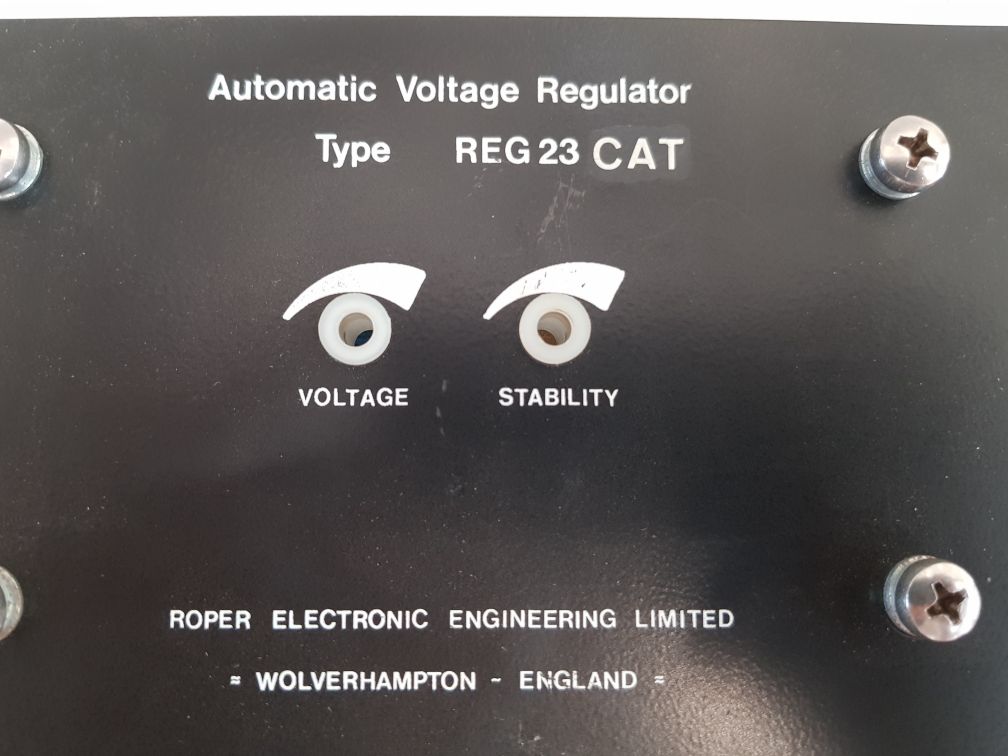 Automatic Voltage Regulator
Type REG 23 CAT
VOLTAGE STABILITY
ROPER ELECTRONIC ENGINEERING LIMITED
≈ WOLVERHAMPTON ~ ENGLAND ≈